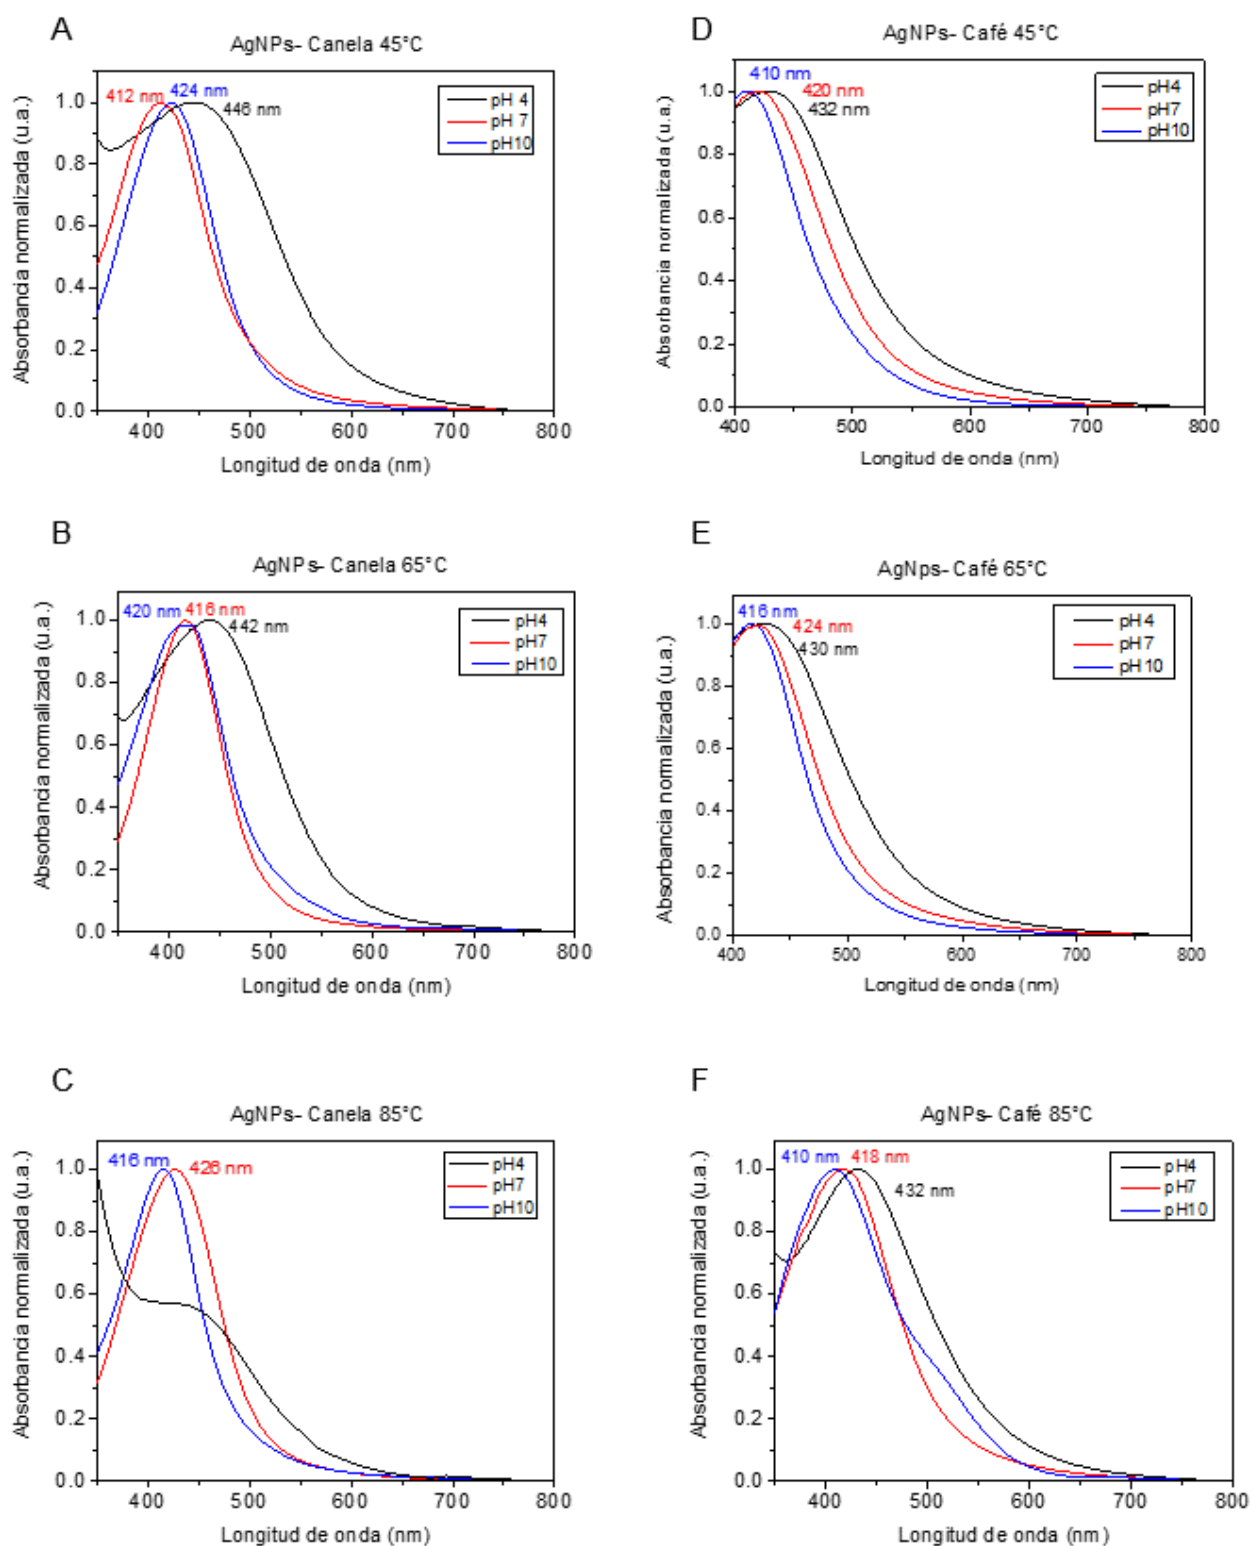 A
AgNPs- Canela 45°C
412 nm
424 nm
446 nm
pH 4
pH 7
pH10
1.0
0.8
0.6
0.4
0.2
0.0
400
500
600
700
800
Absorbancia normalizada (u.a.)
Longitud de onda (nm)
D
AgNPs- Café 45°C
410 nm
420 nm
432 nm
pH4
pH7
pH10
1.0
0.8
0.6
0.4
0.2
0.0
400
500
600
700
800
Absorbancia normalizada (u.a.)
Longitud de onda (nm)
B
AgNPs- Canela 65°C
420 nm
416 nm
442 nm
pH4
pH7
pH10
1.0
0.8
0.6
0.4
0.2
0.0
400
500
600
700
800
Absorbancia normalizada (u.a.)
Longitud de onda (nm)
E
AgNps- Café 65°C
416 nm
424 nm
430 nm
pH4
pH7
pH10
1.0
0.8
0.6
0.4
0.2
0.0
400
500
600
700
800
Absorbancia normalizada (u.a.)
Longitud de onda (nm)
C
AgNPs- Canela 85°C
416 nm
426 nm
pH4
pH7
pH10
1.0
0.8
0.6
0.4
0.2
0.0
400
500
600
700
800
Absorbancia normalizada (u.a.)
Longitud de onda (nm)
F
AgNPs- Café 85°C
410 nm
418 nm
432 nm
pH4
pH7
pH10
1.0
0.8
0.6
0.4
0.2
0.0
400
500
600
700
800
Absorbancia normalizada (u.a.)
Longitud de onda (nm)